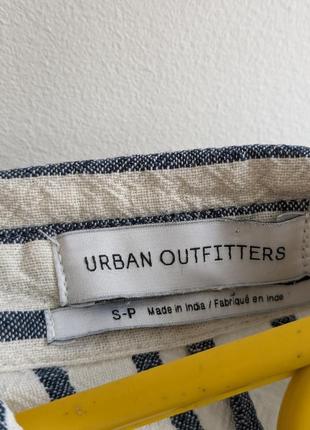 URBAN OUTFITTERS
S-P Made in India / Fabriqué en Inde